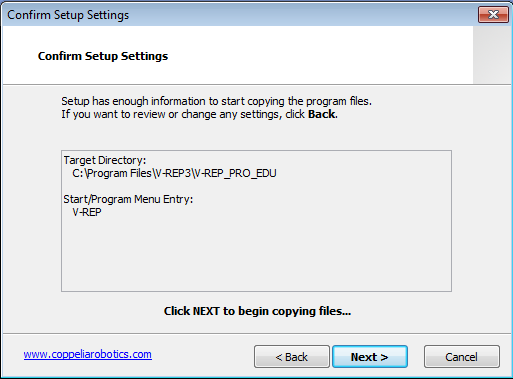 Confirm Setup Settings
Confirm Setup Settings
Setup has enough information to start copying the program files.
If you want to review or change any settings, click Back.
Target Directory:
C:\Program Files\V-REP3\V-REP_PRO_EDU
Start/Program Menu Entry:
V-REP
Click NEXT to begin copying files...
www.coppeliarobotics.com
< Back
Next >
Cancel